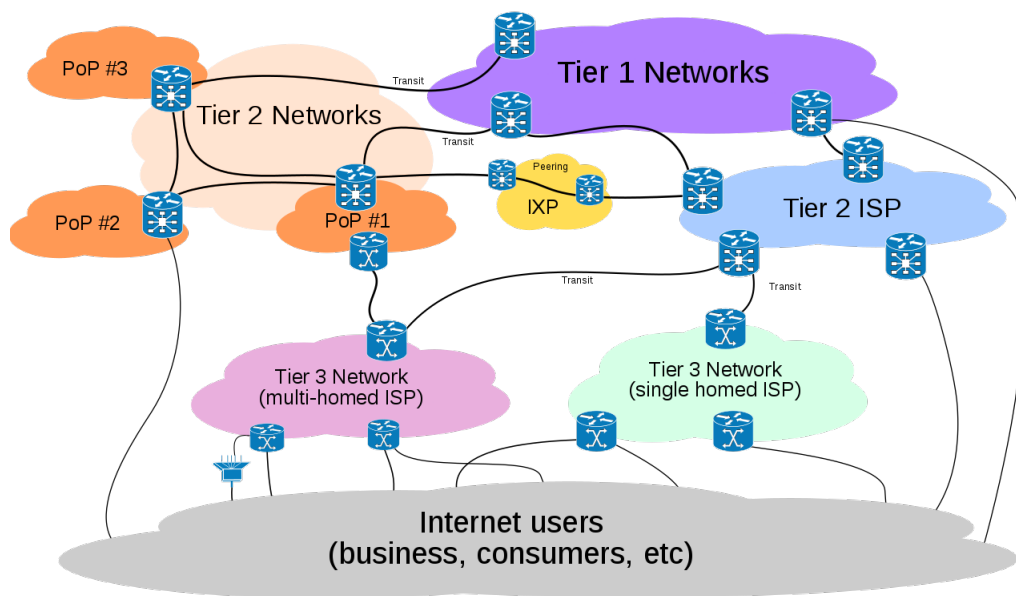 PoP #3
Transit
Tier 1 Networks
Tier 2 Networks
Transit
Peering
PoP #2
PoP #1
IXP
Tier 2 ISP
Transit
Transit
Tier 3 Network
(multi-homed ISP)
Tier 3 Network
(single homed ISP)
Internet users
(business, consumers, etc)